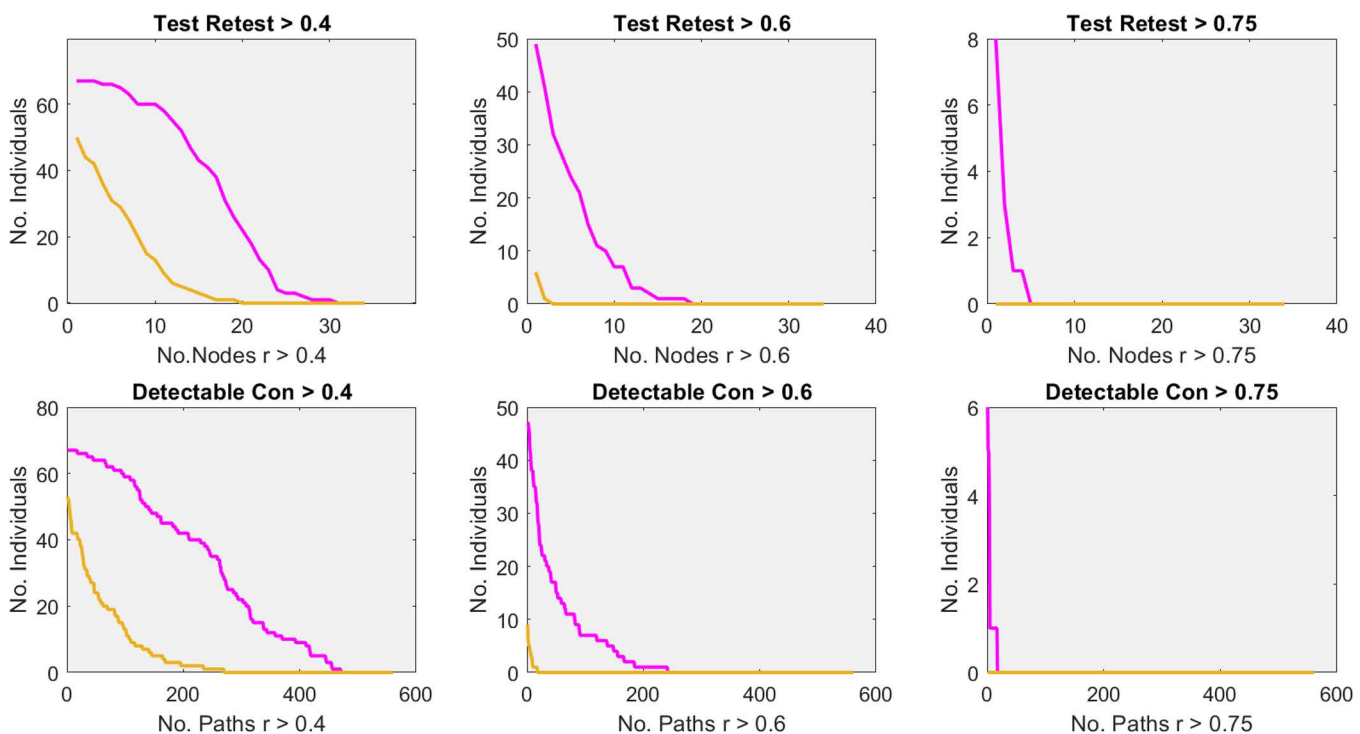 Test Retest > 0.4
No. Individuals
60
40
20
0
0 10 20 30
No.Nodes r > 0.4
Test Retest > 0.6
No. Individuals
50
40
30
20
10
0
0 10 20 30 40
No. Nodes r > 0.6
Test Retest > 0.75
No. Individuals
8
6
4
2
0
0 10 20 30 40
No. Nodes r > 0.75
Detectable Con > 0.4
No. Individuals
80
60
40
20
0
0 200 400 600
No. Paths r > 0.4
Detectable Con > 0.6
No. Individuals
50
40
30
20
10
0
0 200 400 600
No. Paths r > 0.6
Detectable Con > 0.75
No. Individuals
6
4
2
0
0 200 400 600
No. Paths r > 0.75